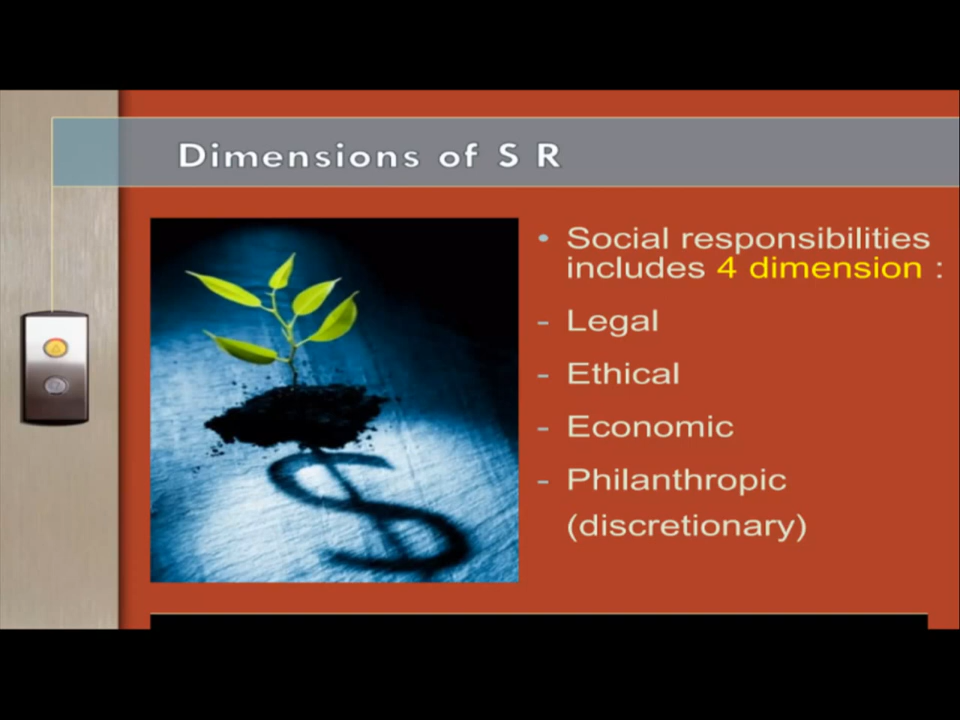 Dimensions of S R
• Social responsibilities
includes 4 dimension :
- Legal
- Ethical
- Economic
- Philanthropic
(discretionary)